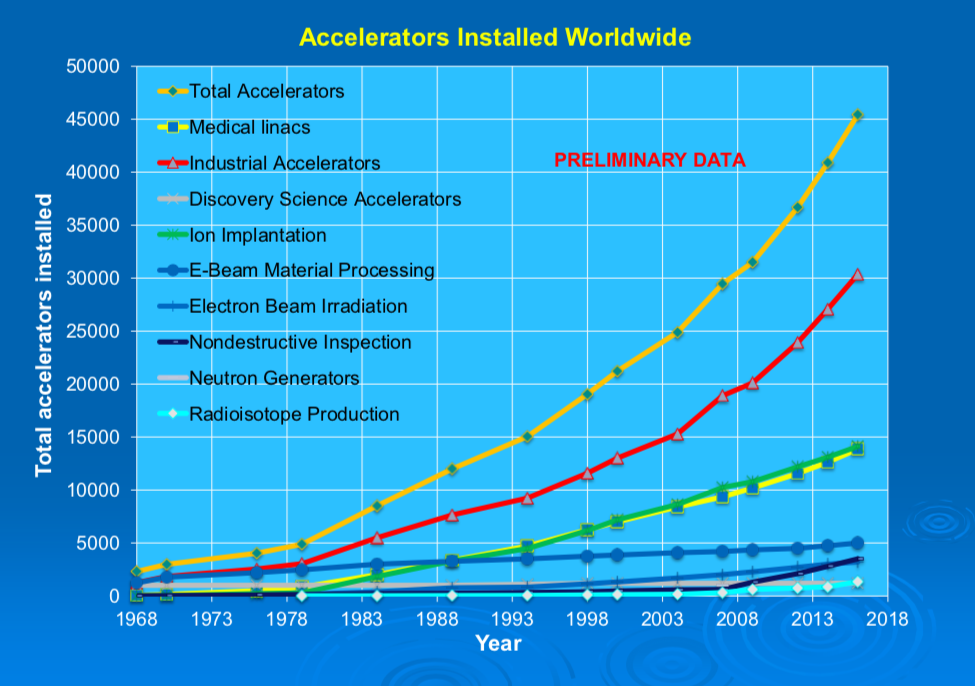 Accelerators Installed Worldwide
50000
45000
40000
35000
30000
25000
20000
15000
10000
5000
0
Total accelerators installed
Total Accelerators
Medical linacs
Industrial Accelerators
Discovery Science Accelerators
Ion Implantation
E-Beam Material Processing
Electron Beam Irradiation
Nondestructive Inspection
Neutron Generators
Radioisotope Production
PRELIMINARY DATA
1968 1973 1978 1983 1988 1993 1998 2003 2008 2013 2018
Year